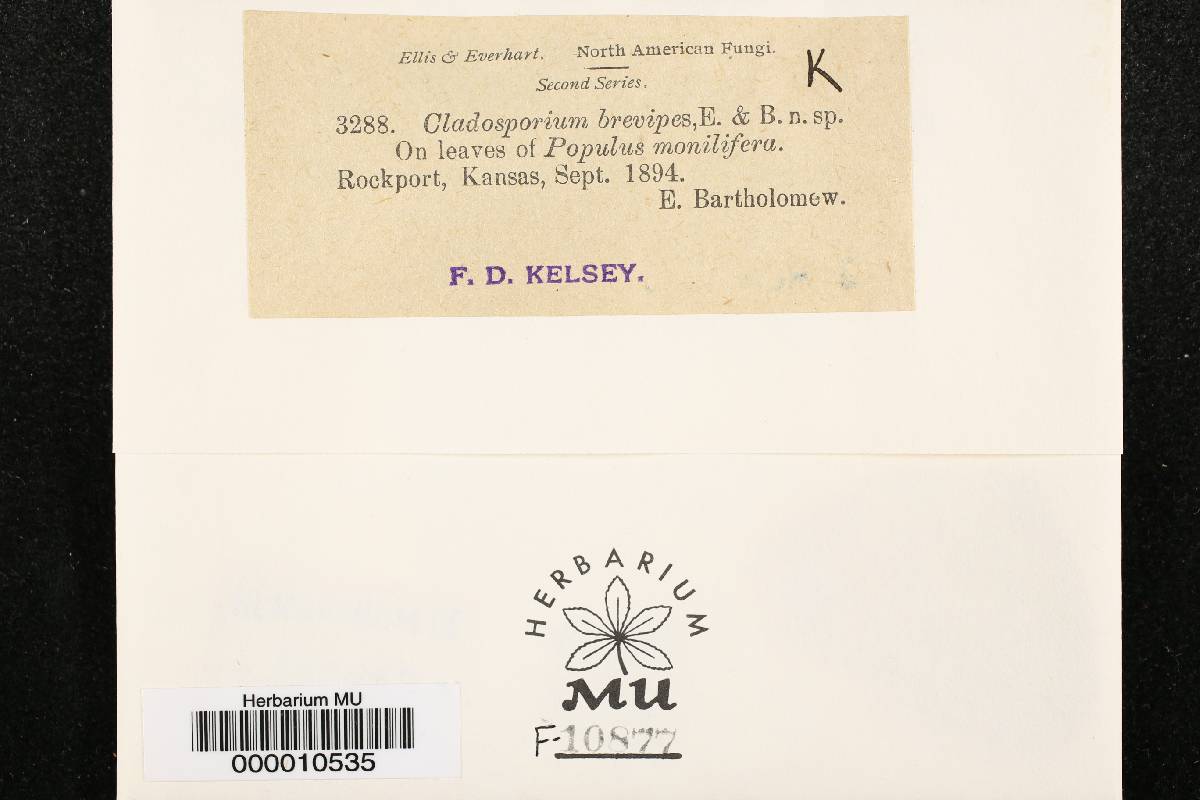 Ellis & Everhart. North American Fungi.
K
Second Series.
3288. Cladosporium brevipes, E. & B. n. sp.
On leaves of Populus monilifera.
Rockport, Kansas, Sept. 1894.
E. Bartholomew.
F. D. KELSEY.
HERBARIUM
MU
F-10877
Herbarium MU
000010535